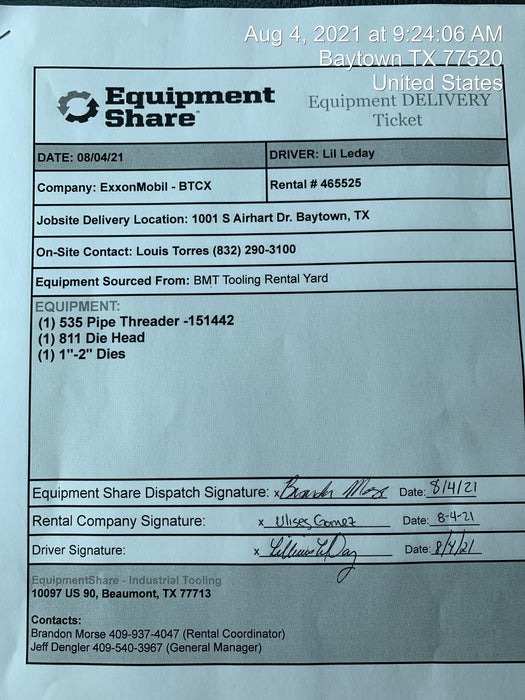 Aug 4, 2021 at 9:24:06 AM
Baytown TX 77520
United States
Equipment
Share
Equipment DELIVERY
Ticket
DATE: 08/04/21
DRIVER: Lil Leday
Company: ExxonMobil - BTCX
Rental # 465525
Jobsite Delivery Location: 1001 S Airhart Dr. Baytown, TX
On-Site Contact: Louis Torres (832) 290-3100
Equipment Sourced From: BMT Tooling Rental Yard
EQUIPMENT:
(1) 535 Pipe Threader -151442
(1) 811 Die Head
(1) 1"-2" Dies
Equipment Share Dispatch Signature: x Brandon Morse Date: 8/4/21
Rental Company Signature: x Ulises Gomez Date: 8-4-21
Driver Signature: x Date: 8/4/21
EquipmentShare - Industrial Tooling
10097 US 90, Beaumont, TX 77713
Contacts:
Brandon Morse 409-937-4047 (Rental Coordinator)
Jeff Dengler 409-540-3967 (General Manager)